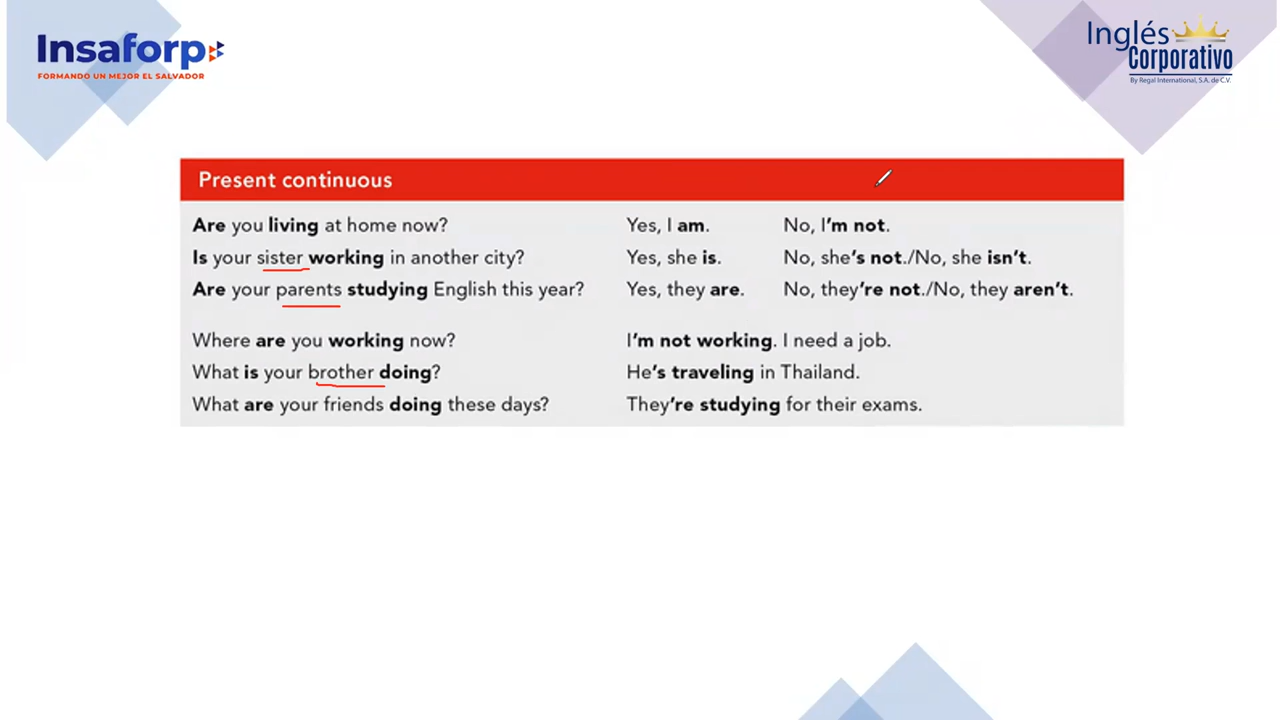 Insaforp
FORMANDO UN MEJOR EL SALVADOR
Inglés
Corporativo
By Regal International, S.A. de C.V.
Present continuous
Are you living at home now? Yes, I am. No, I'm not.
Is your sister working in another city? Yes, she is. No, she's not./No, she isn't.
Are your parents studying English this year? Yes, they are. No, they're not./No, they aren't.
Where are you working now? I'm not working. I need a job.
What is your brother doing? He's traveling in Thailand.
What are your friends doing these days? They're studying for their exams.